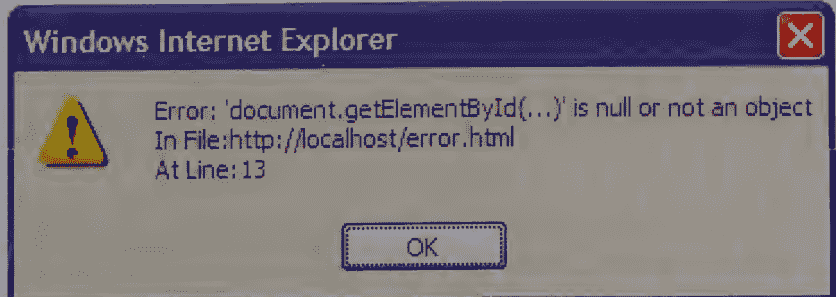 Windows Internet Explorer
Error: 'document.getElementById(...)' is null or not an object
In File:http://localhost/error.html
At Line: 13
OK